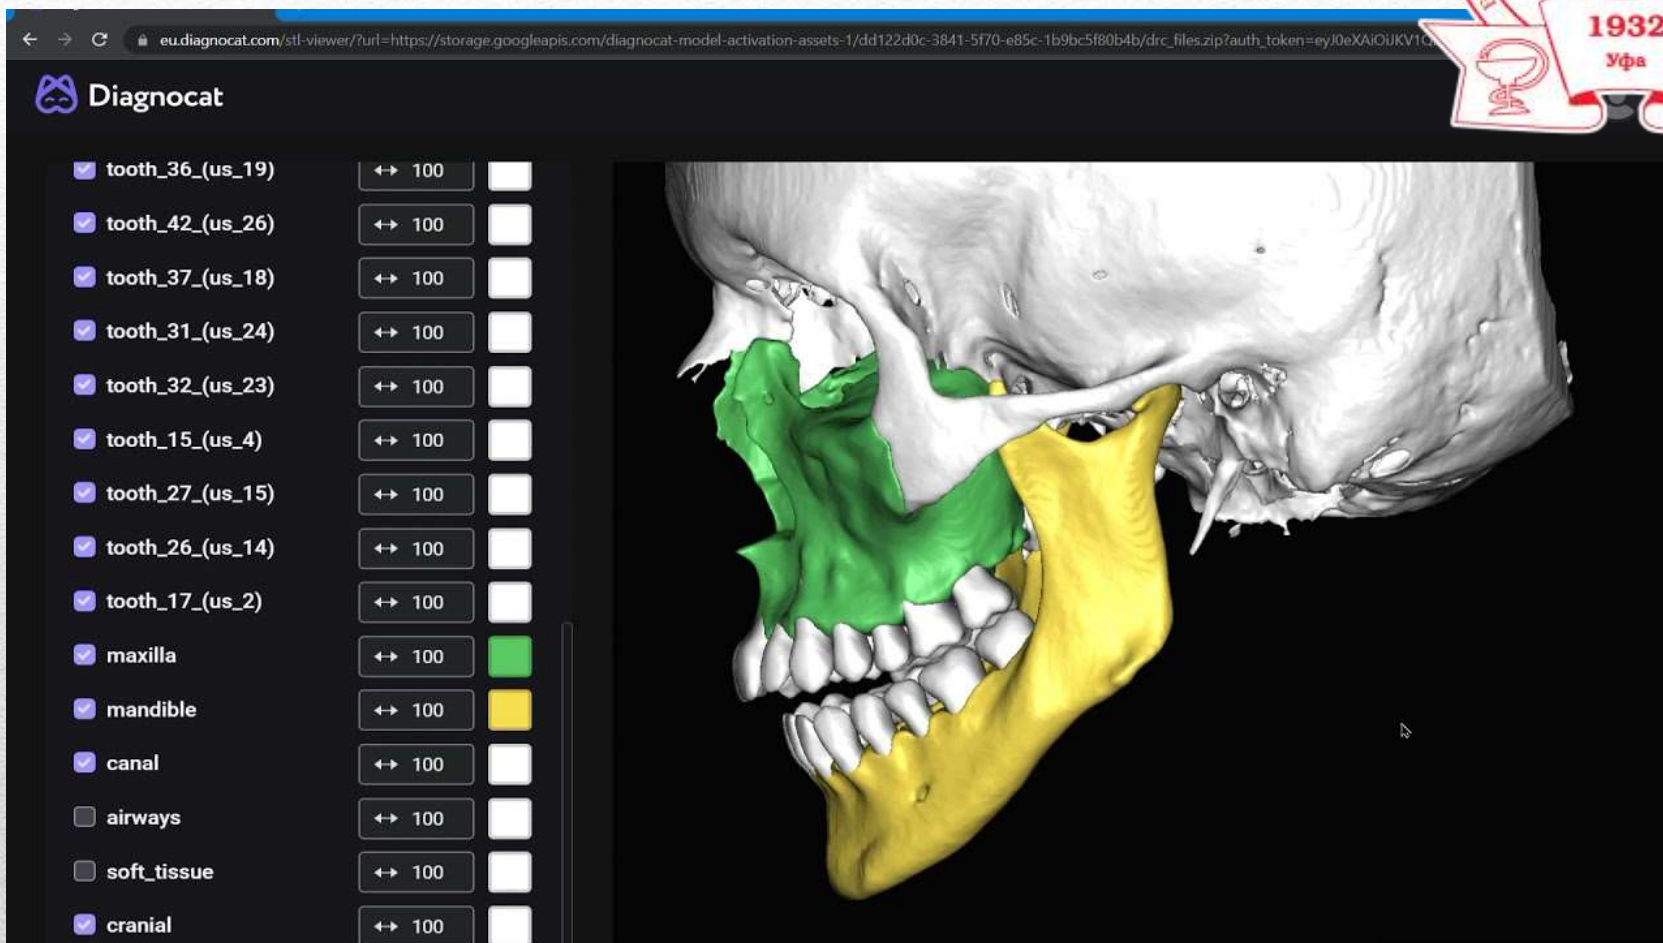 eu.diagnocat.com/stl-viewer/?url=https://storage.googleapis.com/diagnocat-model-activation-assets-1/dd122d0c-3841-5f70-e85c-1b9bc5f80b4b/drc_files.zip?auth_token=eyJ0eXAiOiJKV1Q
1932
Уфа
Diagnocat
tooth_36_(us_19) 100
tooth_42_(us_26) 100
tooth_37_(us_18) 100
tooth_31_(us_24) 100
tooth_32_(us_23) 100
tooth_15_(us_4) 100
tooth_27_(us_15) 100
tooth_26_(us_14) 100
tooth_17_(us_2) 100
maxilla 100
mandible 100
canal 100
airways 100
soft_tissue 100
cranial 100